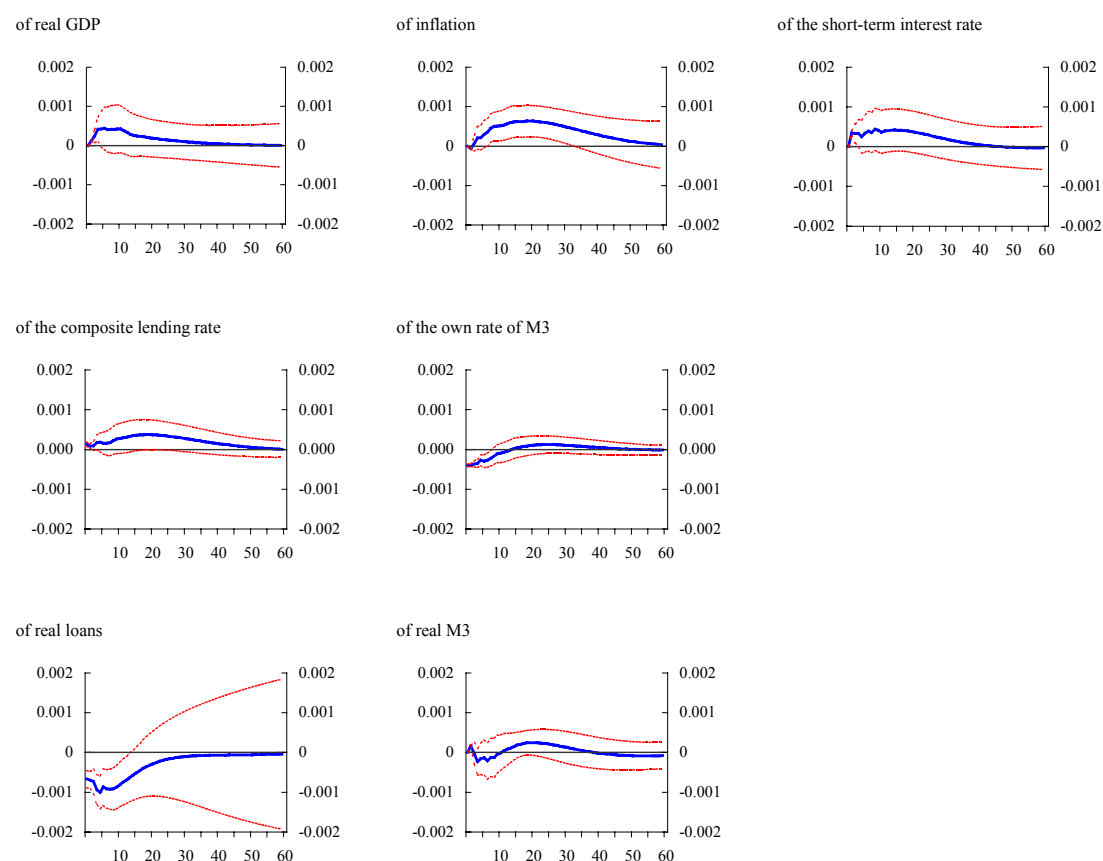 of real GDP
of inflation
of the short-term interest rate
0.002 0.002 0.002 0.002 0.002 0.002
0.001 0.001 0.001 0.001 0.001 0.001
0 0 0 0 0 0
-0.001 -0.001 -0.001 -0.001 -0.001 -0.001
-0.002 -0.002 -0.002 -0.002 -0.002 -0.002
10 20 30 40 50 60 10 20 30 40 50 60 10 20 30 40 50 60
of the composite lending rate
of the own rate of M3
0.002 0.002 0.002 0.002
0.001 0.001 0.001 0.001
0.000 0.000 0.000 0.000
-0.001 -0.001 -0.001 -0.001
-0.002 -0.002 -0.002 -0.002
10 20 30 40 50 60 10 20 30 40 50 60
of real loans
of real M3
0.002 0.002 0.002 0.002
0.001 0.001 0.001 0.001
0 0 0 0
-0.001 -0.001 -0.001 -0.001
-0.002 -0.002 -0.002 -0.002
10 20 30 40 50 60 10 20 30 40 50 60